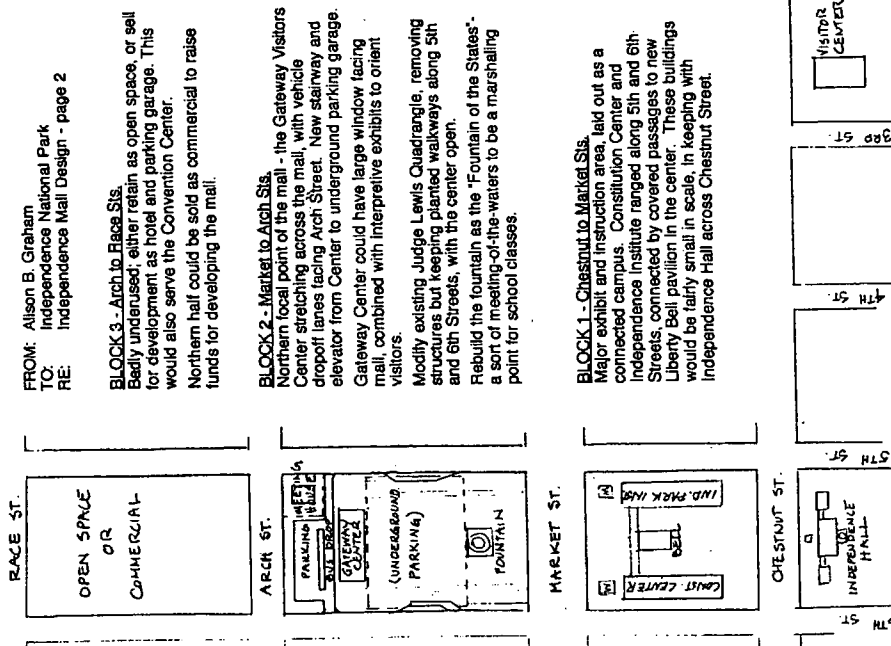 FROM: Alison B. Graham
TO: Independence National Park
RE: Independence Mall Design - page 2
BLOCK 3 - Arch to Race Sts.
Badly underused; either retain as open space, or sell
for development as hotel and parking garage. This
would also serve the Convention Center.
Northern half could be sold as commercial to raise
funds for developing the mall.
BLOCK 2 - Market to Arch Sts.
Northern focal point of the mall - the Gateway Visitors
Center stretching across the mall, with vehicle
dropoff lanes facing Arch Street. New stairway and
elevator from Center to underground parking garage.
Gateway Center could have large window facing
mall, combined with interpretive exhibits to orient
visitors.
Modify existing Judge Lewis Quadrangle, removing
structures but keeping planted walkways along 5th
and 6th Streets, with the center open.
Rebuild the fountain as the "Fountain of the States"-
a sort of meeting-of-the-waters to be a marshaling
point for school classes.
BLOCK 1 - Chestnut to Market Sts.
Major exhibit and instruction area, laid out as a
connected campus. Constitution Center and
Independence Institute ranged along 5th and 6th
Streets, connected by covered passages to new
Liberty Bell pavilion in the center. These buildings
would be fairly small in scale, in keeping with
Independence Hall across Chestnut Street.
RACE ST.
OPEN SPACE
OR
COMMERCIAL
ARCH ST.
PARKING
MEETING
HOUSE
BUS DROP
GATEWAY
CENTER
(UNDERGROUND
PARKING)
FOUNTAIN
MARKET ST.
M
M
CONST. CENTER
BELL
CHESTNUT ST.
INDEPENDENCE
HALL
5TH ST.
4TH ST.
3RD ST.
VISITOR
CENTER